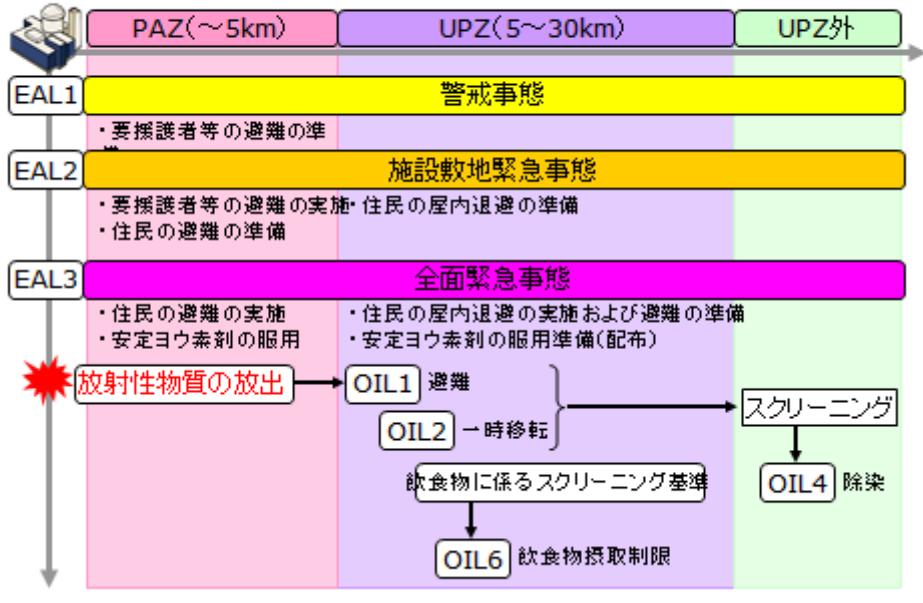 PAZ(～5km)
UPZ(5～30km)
UPZ外
EAL1
警戒事態
・要援護者等の避難の準
EAL2
施設敷地緊急事態
・要援護者等の避難の実施
・住民の避難の準備
・住民の屋内退避の準備
EAL3
全面緊急事態
・住民の避難の実施
・安定ヨウ素剤の服用
・住民の屋内退避の実施および避難の準備
・安定ヨウ素剤の服用準備(配布)
放射性物質の放出
OIL1 避難
OIL2 一時移転
スクリーニング
飲食物に係るスクリーニング基準
OIL4 除染
OIL6 飲食物摂取制限